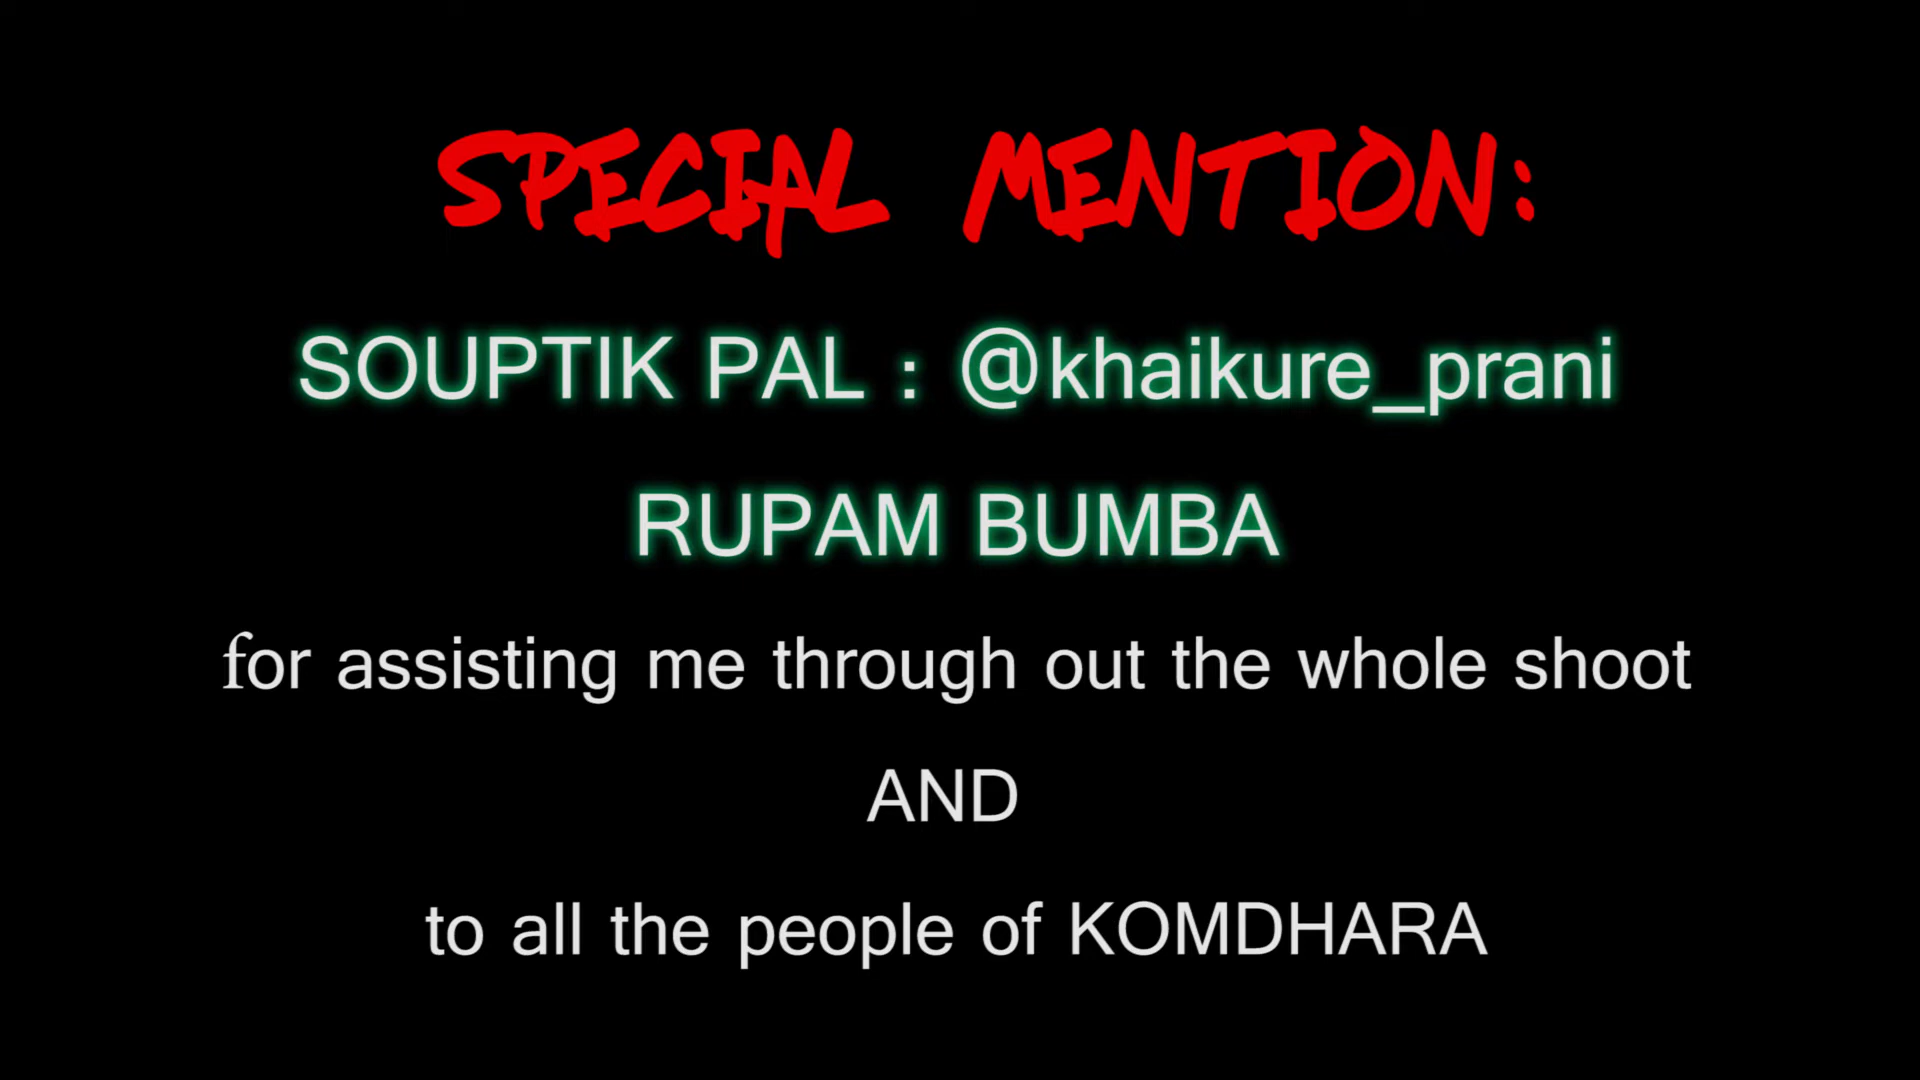 SPECIAL MENTION:
SOUPTIK PAL : @khaikure_prani
RUPAM BUMBA
for assisting me through out the whole shoot
AND
to all the people of KOMDHARA